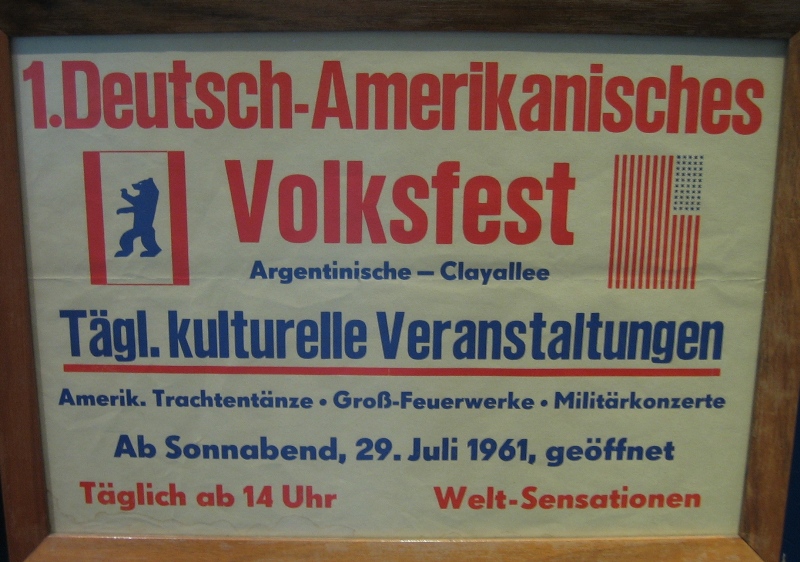 1. Deutsch-Amerikanisches
Volksfest
Argentinische – Clayallee
Tägl. kulturelle Veranstaltungen
Amerik. Trachtentänze • Groß-Feuerwerke • Militärkonzerte
Ab Sonnabend, 29. Juli 1961, geöffnet
Täglich ab 14 Uhr Welt-Sensationen